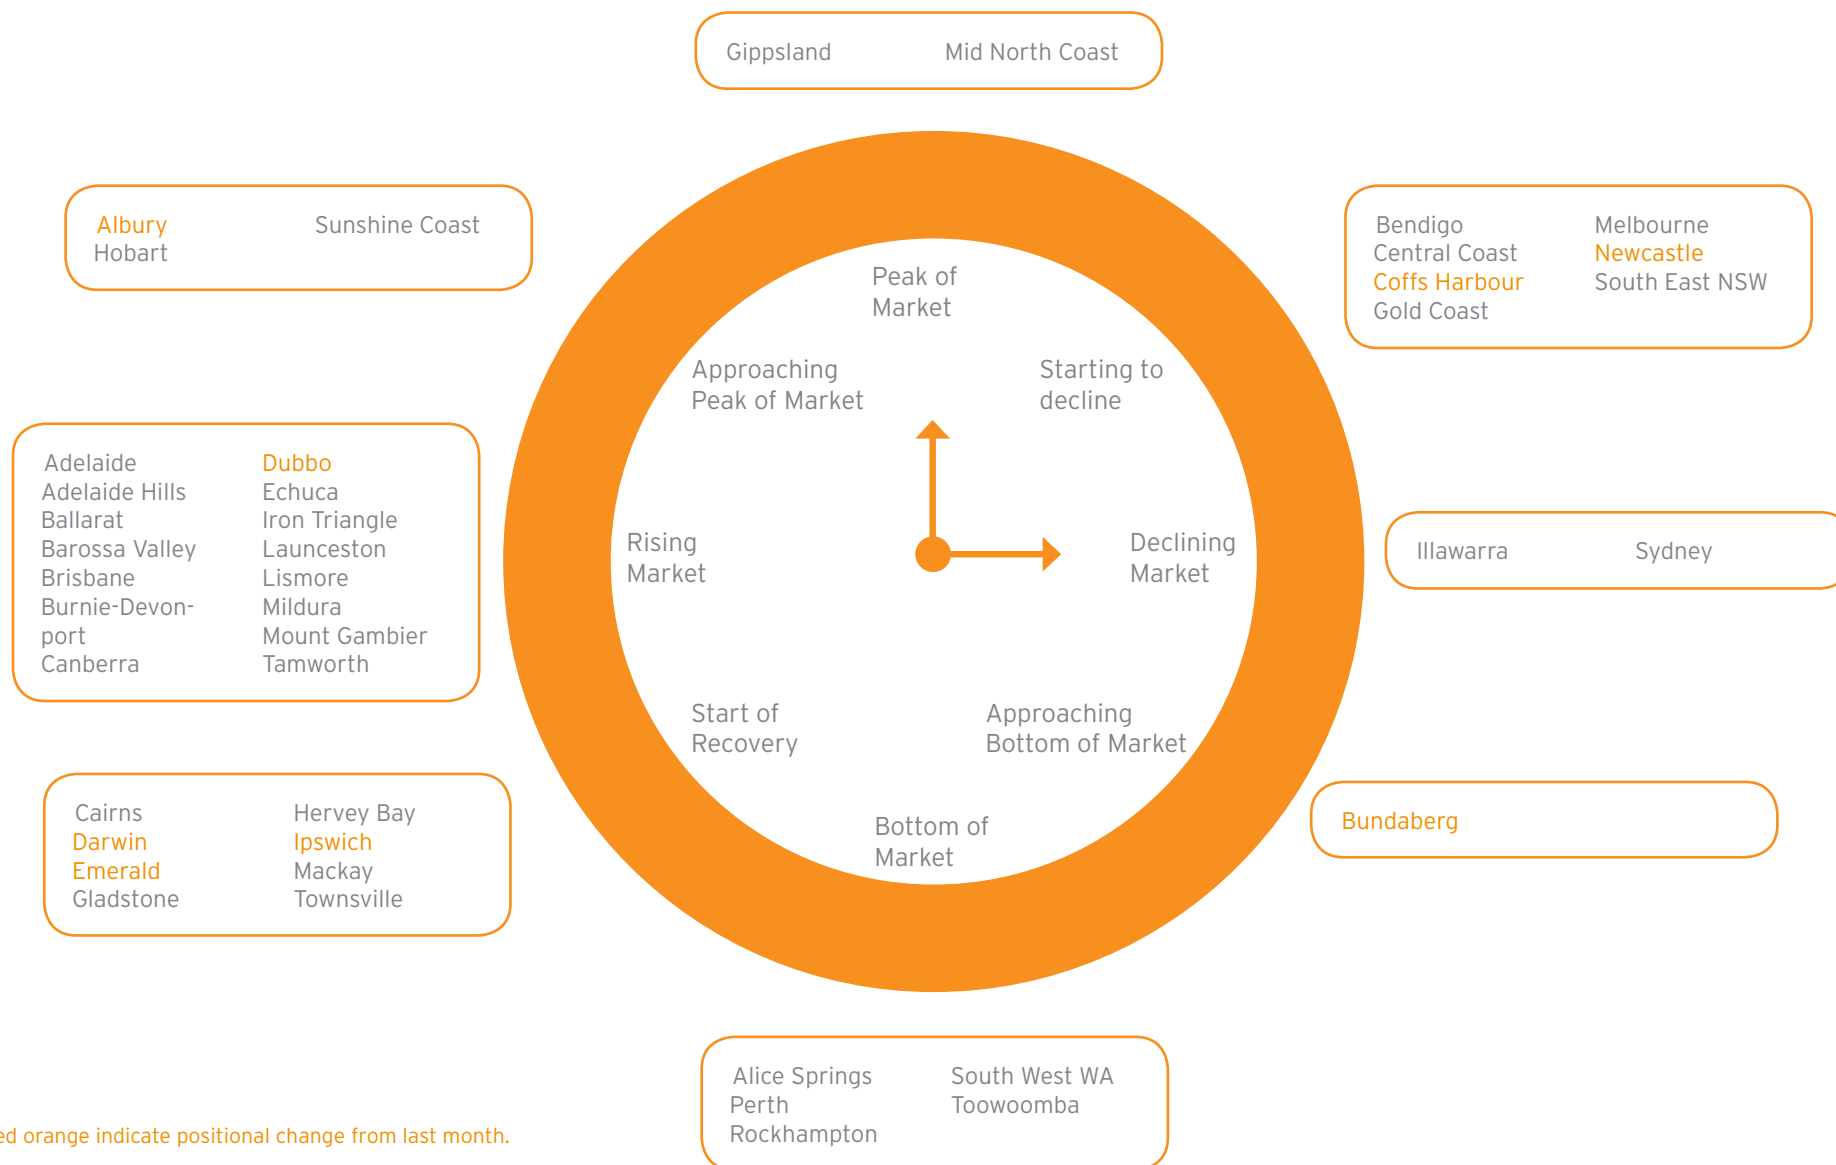 Gippsland
Mid North Coast
Albury
Hobart
Sunshine Coast
Bendigo
Central Coast
Coffs Harbour
Gold Coast
Melbourne
Newcastle
South East NSW
Peak of
Market
Approaching
Peak of Market
Starting to
decline
Adelaide
Adelaide Hills
Ballarat
Barossa Valley
Brisbane
Burnie-Devon-
port
Canberra
Dubbo
Echuca
Iron Triangle
Launceston
Lismore
Mildura
Mount Gambier
Tamworth
Rising
Market
Declining
Market
Illawarra
Sydney
Start of
Recovery
Approaching
Bottom of Market
Cairns
Darwin
Emerald
Gladstone
Hervey Bay
Ipswich
Mackay
Townsville
Bottom of
Market
Bundaberg
Alice Springs
Perth
Rockhampton
South West WA
Toowoomba
orange indicate positional change from last month.